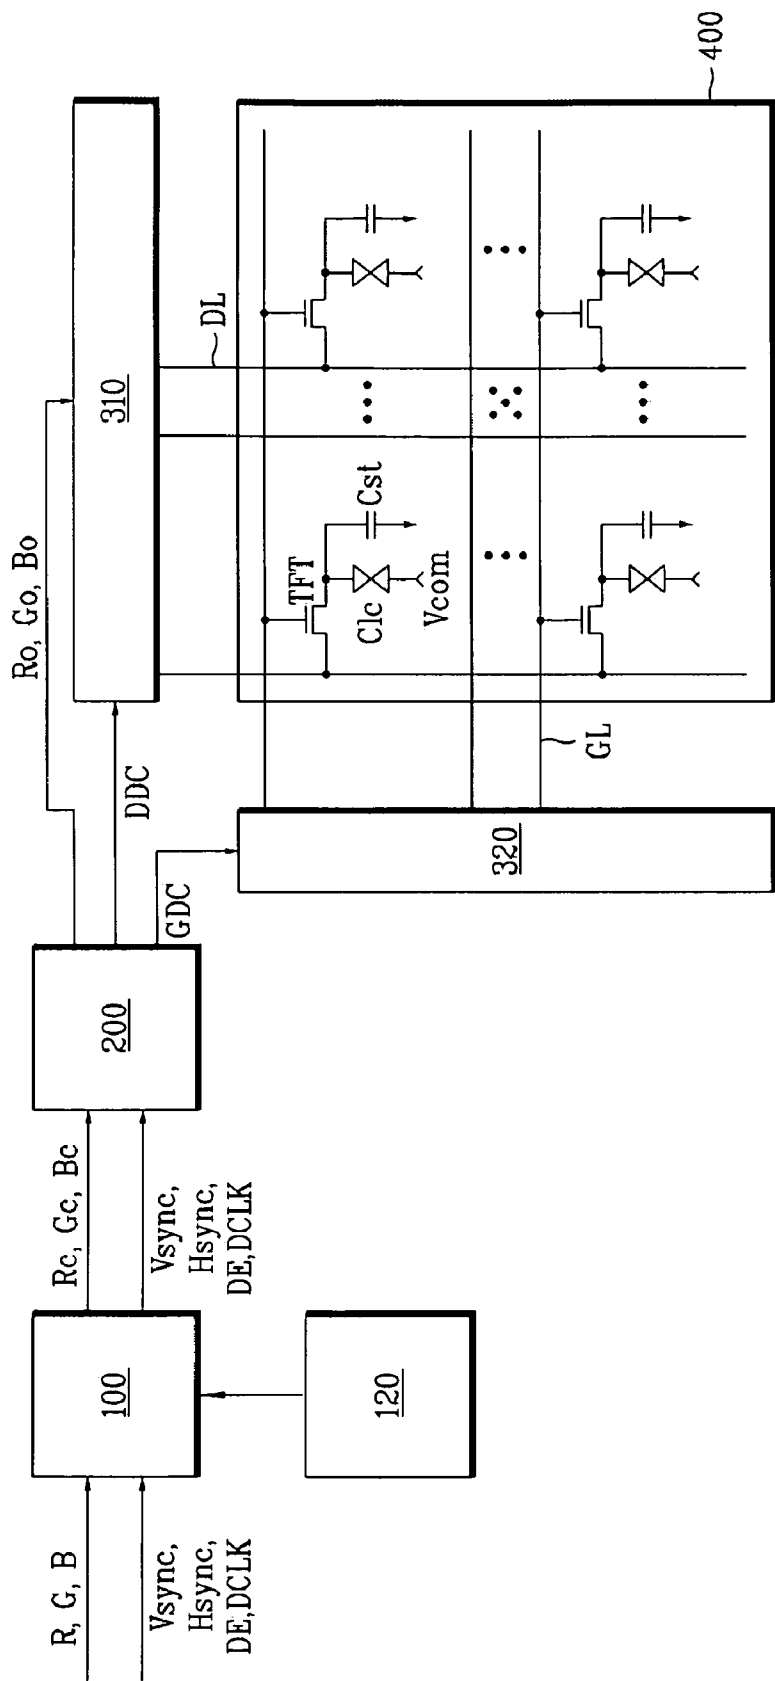 R, G, B
Vsync,
Hsync,
DE,DCLK
100
120
Rc, Gc, Bc
Vsync,
Hsync,
DE,DCLK
200
Ro, Go, Bo
DDC
GDC
310
320
DL
GL
TFT
Cst
Clc
Vcom
400